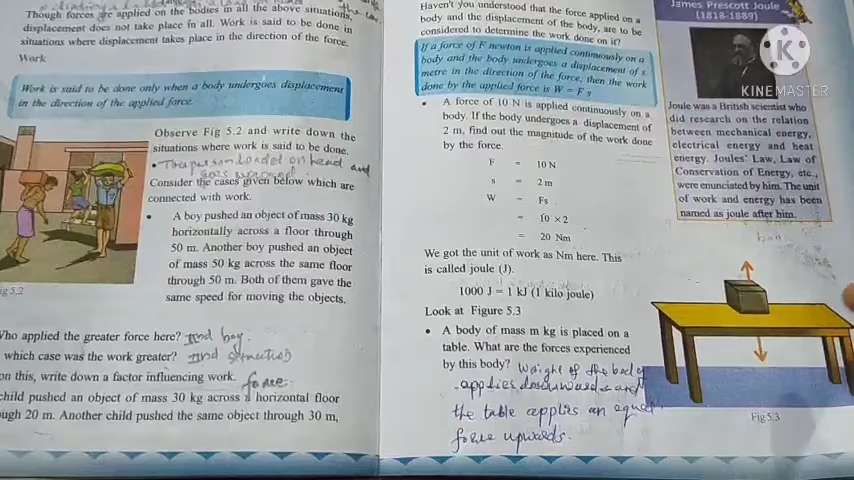 Though forces are applied on the bodies in all the above situations,
displacement does not take place in all. Work is said to be done in
situations where displacement takes place in the direction of the force.
Work
Work is said to be done only when a body undergoes displacement
in the direction of the applied force.
Observe Fig 5.2 and write down the
situations where work is said to be done.
The person Loaded on head and
goes
Consider the cases given below which are
connected with work.
• A boy pushed an object of mass 30 kg
horizontally across a floor through
50 m. Another boy pushed an object
of mass 50 kg across the same floor
through 50 m. Both of them gave the
same speed for moving the objects.
ig 5.2
Who applied the greater force here? 2nd boy.
which case was the work greater? 2nd
on this, write down a factor influencing work. force
child pushed an object of mass 30 kg across a horizontal floor
ough 20 m. Another child pushed the same object through 30 m,
Haven't you understood that the force applied on a
body and the displacement of the body, are to be
considered to determine the work done on it?
If a force of F newton is applied continuously on a
body and the body undergoes a displacement of s
metre in the direction of the force, then the work
done by the applied force is W = F s
• A force of 10 N is applied continuously on a
body. If the body undergoes a displacement of
2 m, find out the magnitude of the work done
by the force.
F = 10 N
s = 2 m
W = Fs
= 10 × 2
= 20 Nm
We got the unit of work as Nm here. This
is called joule (J).
1000 J = 1 kJ (1 kilo joule)
Look at Figure 5.3
• A body of mass m kg is placed on a
table. What are the forces experienced
by this body? Weight of the body
applies downwards and
the table applies an equal
force upwards.
James Prescott Joule
(1818-1889)
KINEMASTER
Joule was a British scientist who
did research on the relation
between mechanical energy,
electrical energy and heat
energy. Joules' Law, Law of
Conservation of Energy, etc.,
were enunciated by him. The unit
of work and energy has been
named as joule after him.
Fig 5.3